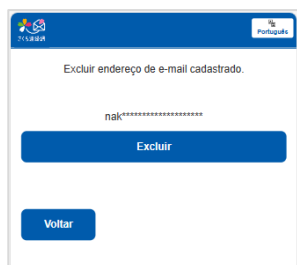 Português
Excluir endereço de e-mail cadastrado.
nak********************
Excluir
Voltar